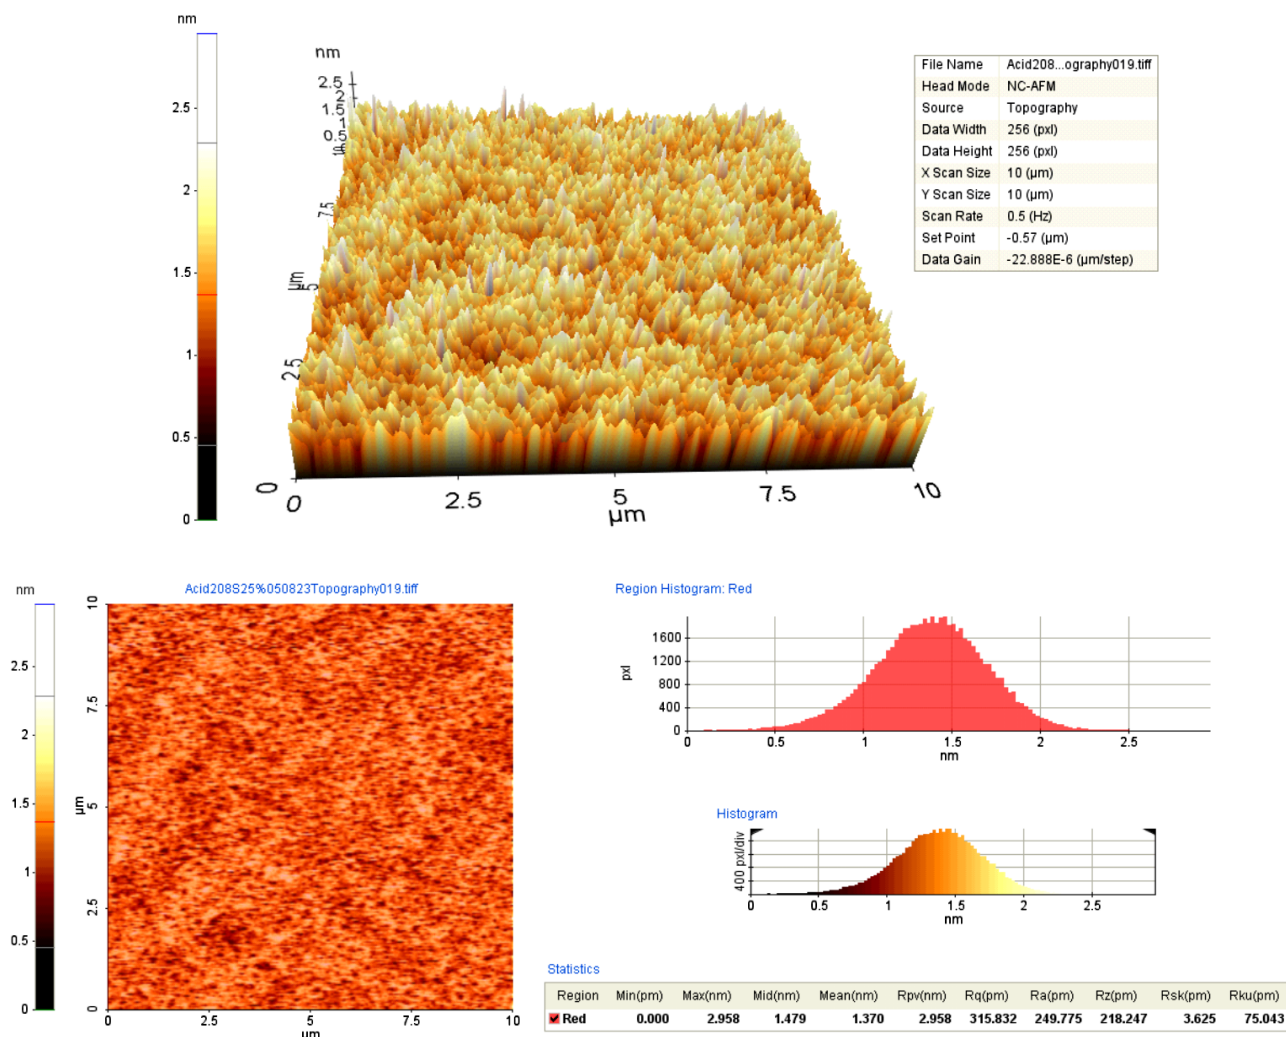 nm
2.5
2
1.5
1
0.5
0
nm
2.5
2
1.5
1
0.5
10
7.5
5
µm
2.5
0
0
2.5
5
7.5
10
µm
File Name Acid208...ography019.tiff
Head Mode NC-AFM
Source Topography
Data Width 256 (pxl)
Data Height 256 (pxl)
X Scan Size 10 (µm)
Y Scan Size 10 (µm)
Scan Rate 0.5 (Hz)
Set Point -0.57 (µm)
Data Gain -22.888E-6 (µm/step)
nm
2.5
2
1.5
1
0.5
0
Acid208S25%050823Topography019.tiff
10
7.5
5
µm
2.5
0
0 2.5 5 7.5 10
µm
Region Histogram: Red
pxl
1600
1200
800
400
0
0 0.5 1 1.5 2 2.5
nm
Histogram
400 pxl/div
0 0.5 1 1.5 2 2.5
nm
Statistics
Region Min(pm) Max(nm) Mid(nm) Mean(nm) Rpv(nm) Rq(pm) Ra(pm) Rz(pm) Rsk(pm) Rku(pm)
Red 0.000 2.958 1.479 1.370 2.958 315.832 249.775 218.247 3.625 75.043